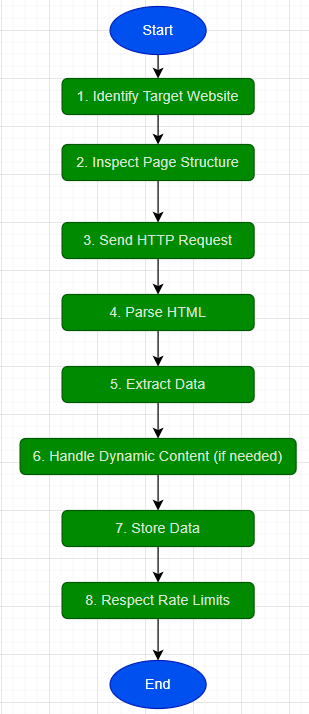 Start
1. Identify Target Website
2. Inspect Page Structure
3. Send HTTP Request
4. Parse HTML
5. Extract Data
6. Handle Dynamic Content (if needed)
7. Store Data
8. Respect Rate Limits
End